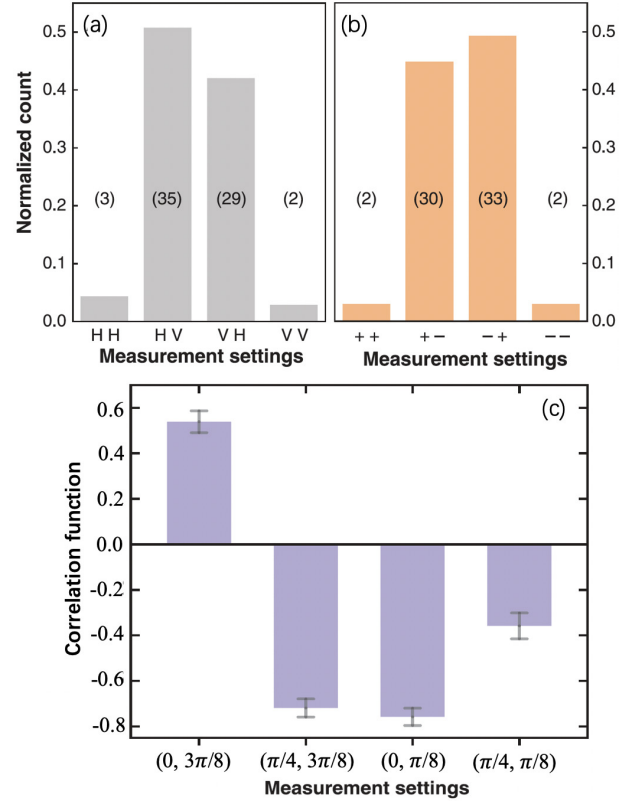 (a)
(b)
Normalized count
0.5
0.4
0.3
0.2
0.1
0.0
(3)
(35)
(29)
(2)
H H
H V
V H
V V
Measurement settings
(2)
(30)
(33)
(2)
+ +
+ −
− +
− −
Measurement settings
0.5
0.4
0.3
0.2
0.1
0.0
(c)
Correlation function
0.6
0.4
0.2
0.0
-0.2
-0.4
-0.6
-0.8
(0, 3π/8)
(π/4, 3π/8)
(0, π/8)
(π/4, π/8)
Measurement settings